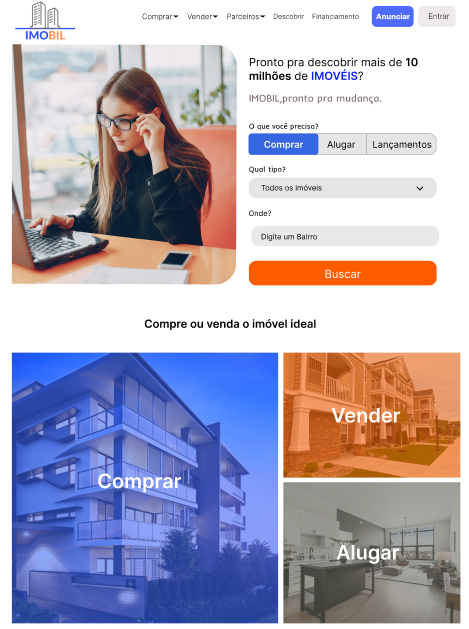 IMOBIL
Comprar Vender Parceiros Descobrir Financiamento Anunciar Entrar
Pronto pra descobrir mais de 10
milhões de IMOVÉIS?
IMOBIL,pronto pra mudança.
O que você precisa?
Comprar Alugar Lançamentos
Qual tipo?
Todos os imóveis
Onde?
Digite um Bairro
Buscar
Compre ou venda o imóvel ideal
Comprar
Vender
Alugar